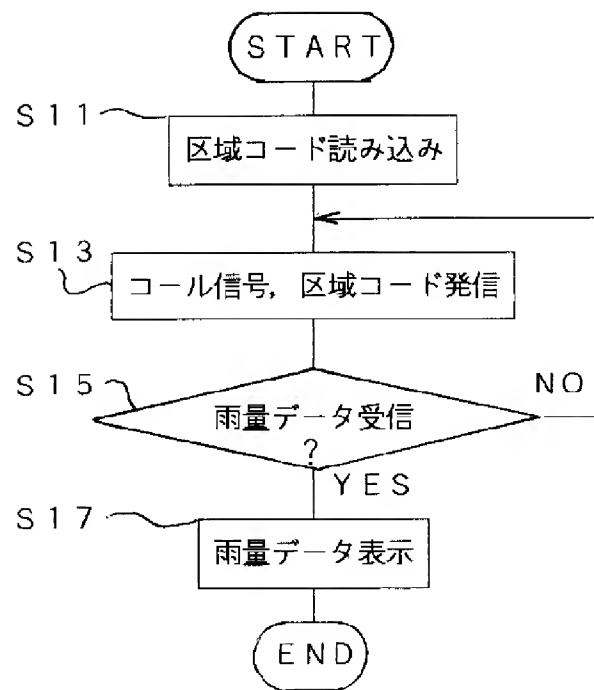 START
S11
区域コード読み込み
S13
コール信号，区域コード発信
S15
雨量データ受信
?
NO
YES
S17
雨量データ表示
END